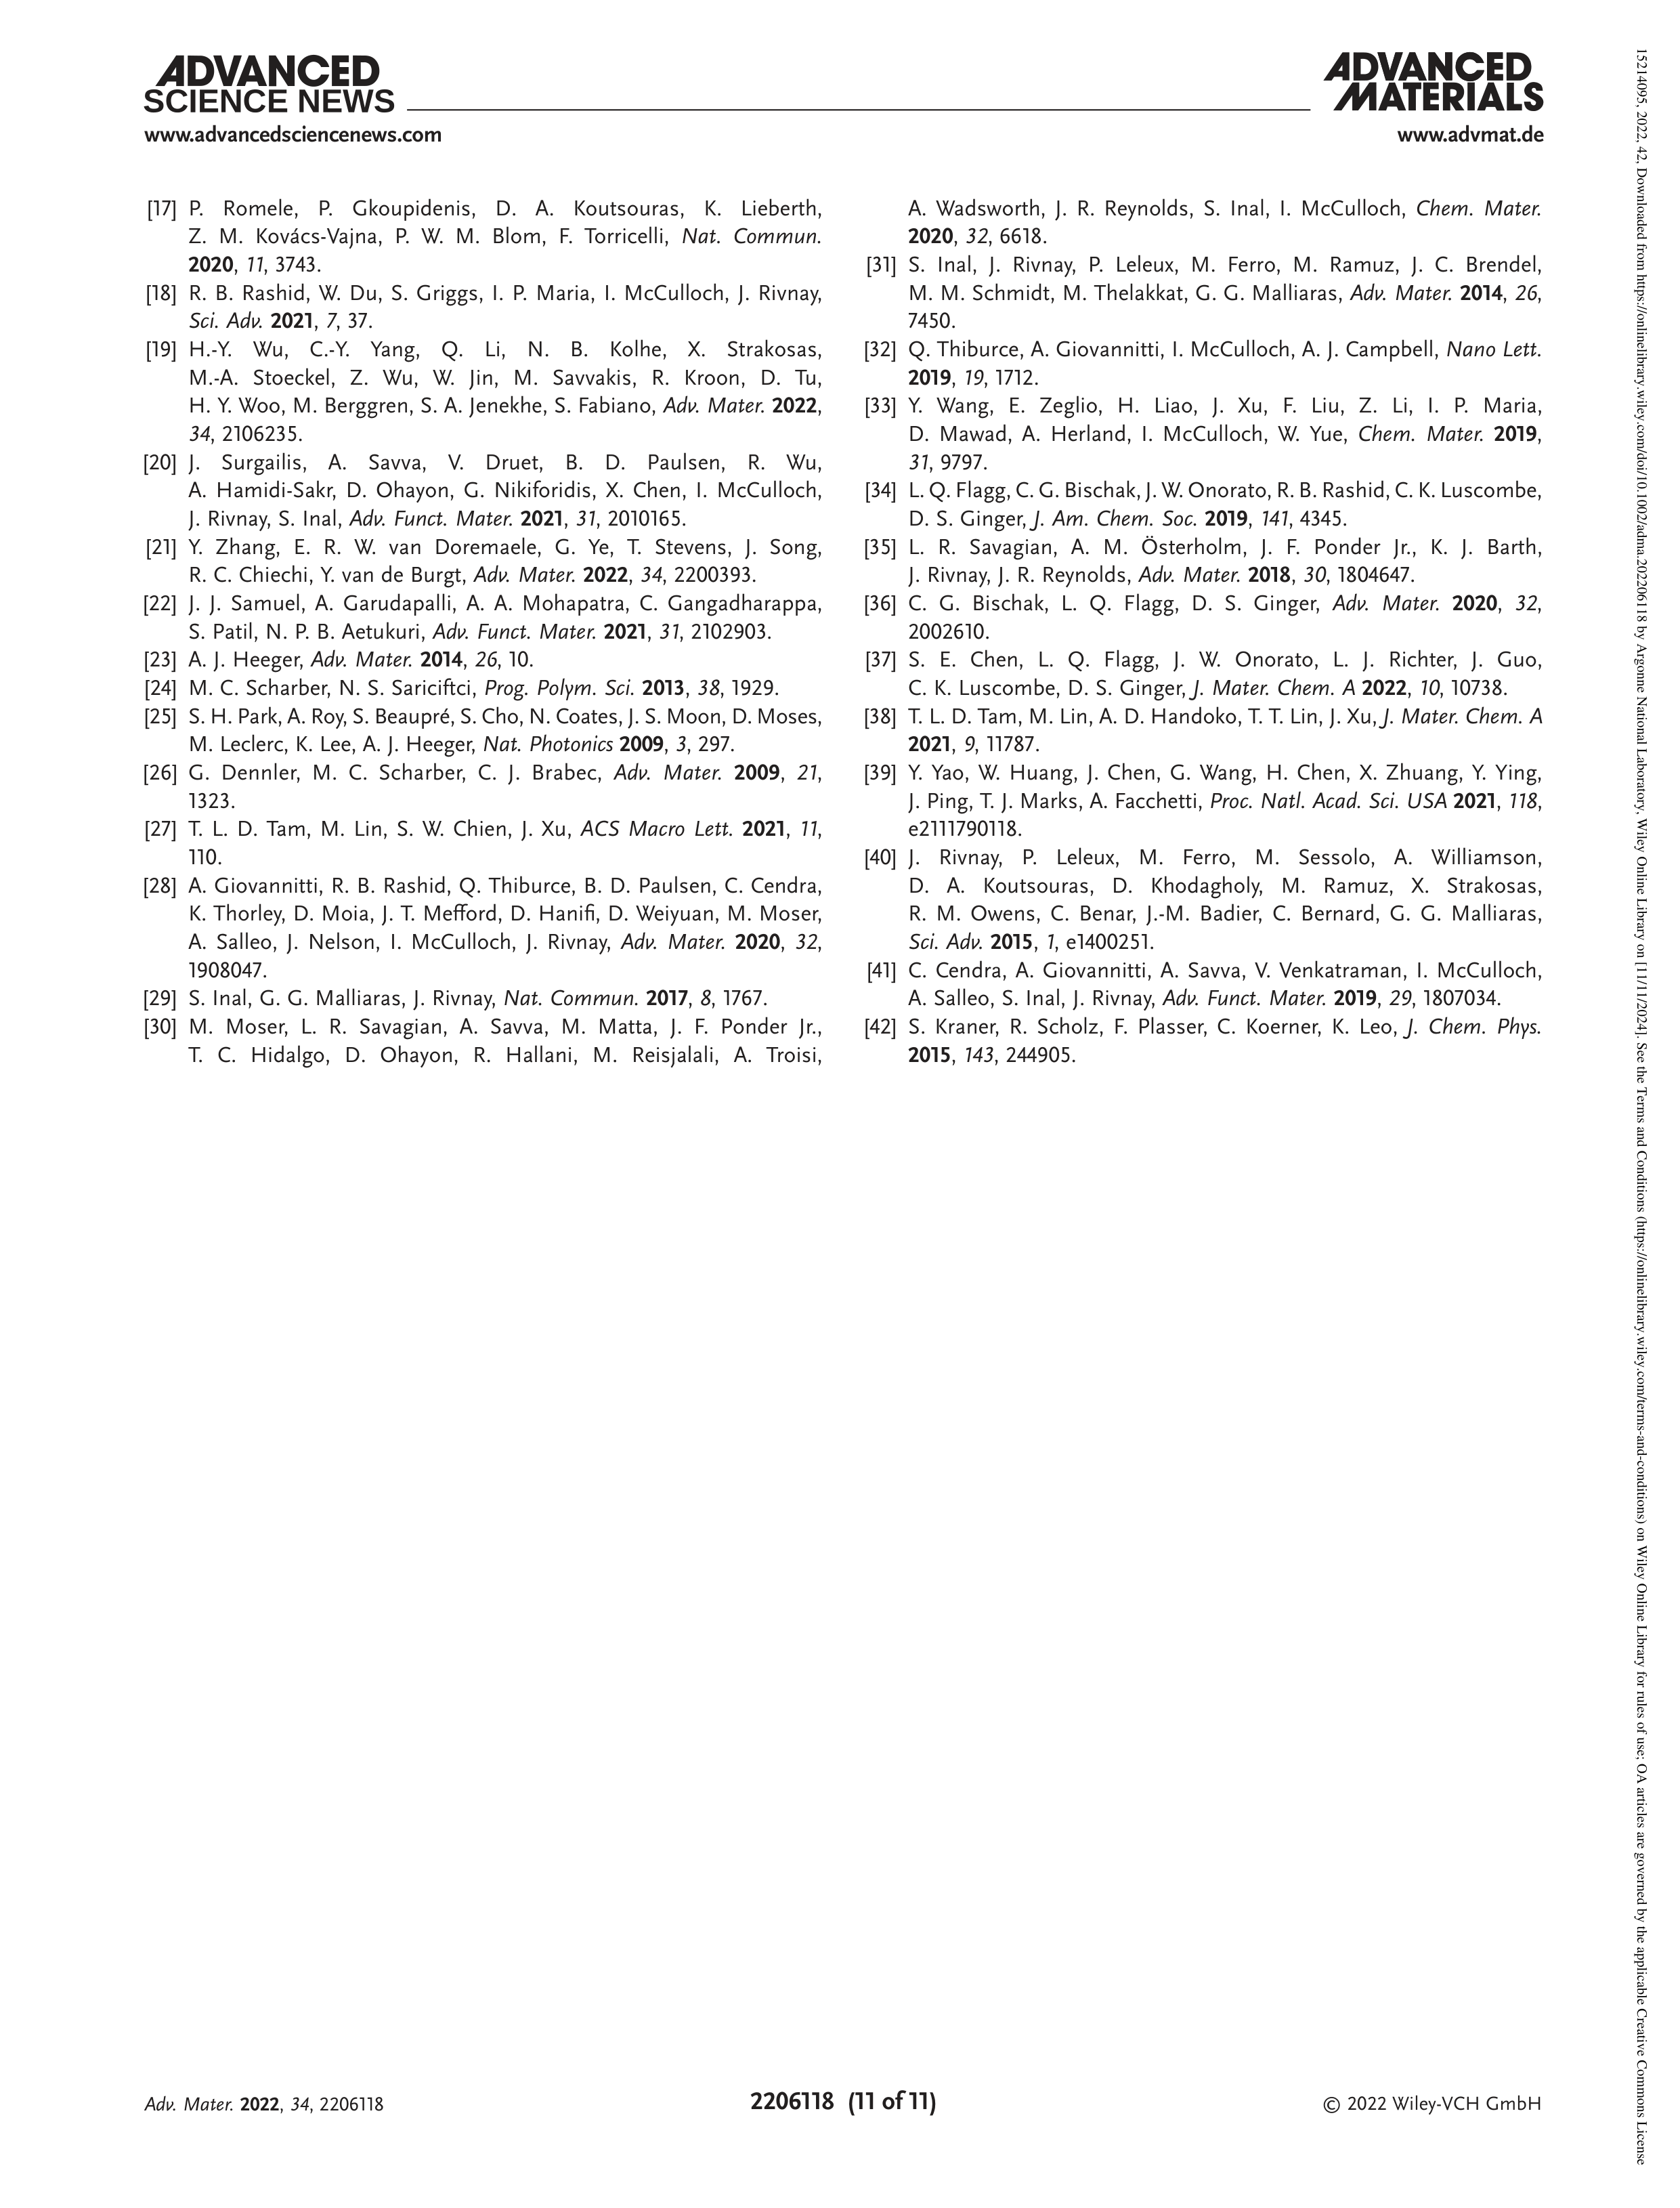 ADVANCED
SCIENCE NEWS
www.advancedsciencenews.com
ADVANCED
MATERIALS
www.advmat.de
[17] P. Romele, P. Gkoupidenis, D. A. Koutsouras, K. Lieberth,
Z. M. Kovács-Vajna, P. W. M. Blom, F. Torricelli, Nat. Commun.
2020, 11, 3743.
[18] R. B. Rashid, W. Du, S. Griggs, I. P. Maria, I. McCulloch, J. Rivnay,
Sci. Adv. 2021, 7, 37.
[19] H.-Y. Wu, C.-Y. Yang, Q. Li, N. B. Kolhe, X. Strakosas,
M.-A. Stoeckel, Z. Wu, W. Jin, M. Savvakis, R. Kroon, D. Tu,
H. Y. Woo, M. Berggren, S. A. Jenekhe, S. Fabiano, Adv. Mater. 2022,
34, 2106235.
[20] J. Surgailis, A. Savva, V. Druet, B. D. Paulsen, R. Wu,
A. Hamidi-Sakr, D. Ohayon, G. Nikiforidis, X. Chen, I. McCulloch,
J. Rivnay, S. Inal, Adv. Funct. Mater. 2021, 31, 2010165.
[21] Y. Zhang, E. R. W. van Doremaele, G. Ye, T. Stevens, J. Song,
R. C. Chiechi, Y. van de Burgt, Adv. Mater. 2022, 34, 2200393.
[22] J. J. Samuel, A. Garudapalli, A. A. Mohapatra, C. Gangadharappa,
S. Patil, N. P. B. Aetukuri, Adv. Funct. Mater. 2021, 31, 2102903.
[23] A. J. Heeger, Adv. Mater. 2014, 26, 10.
[24] M. C. Scharber, N. S. Sariciftci, Prog. Polym. Sci. 2013, 38, 1929.
[25] S. H. Park, A. Roy, S. Beaupré, S. Cho, N. Coates, J. S. Moon, D. Moses,
M. Leclerc, K. Lee, A. J. Heeger, Nat. Photonics 2009, 3, 297.
[26] G. Dennler, M. C. Scharber, C. J. Brabec, Adv. Mater. 2009, 21,
1323.
[27] T. L. D. Tam, M. Lin, S. W. Chien, J. Xu, ACS Macro Lett. 2021, 11,
110.
[28] A. Giovannitti, R. B. Rashid, Q. Thiburce, B. D. Paulsen, C. Cendra,
K. Thorley, D. Moia, J. T. Mefford, D. Hanifi, D. Weiyuan, M. Moser,
A. Salleo, J. Nelson, I. McCulloch, J. Rivnay, Adv. Mater. 2020, 32,
1908047.
[29] S. Inal, G. G. Malliaras, J. Rivnay, Nat. Commun. 2017, 8, 1767.
[30] M. Moser, L. R. Savagian, A. Savva, M. Matta, J. F. Ponder Jr.,
T. C. Hidalgo, D. Ohayon, R. Hallani, M. Reisjalali, A. Troisi,
A. Wadsworth, J. R. Reynolds, S. Inal, I. McCulloch, Chem. Mater.
2020, 32, 6618.
[31] S. Inal, J. Rivnay, P. Leleux, M. Ferro, M. Ramuz, J. C. Brendel,
M. M. Schmidt, M. Thelakkat, G. G. Malliaras, Adv. Mater. 2014, 26,
7450.
[32] Q. Thiburce, A. Giovannitti, I. McCulloch, A. J. Campbell, Nano Lett.
2019, 19, 1712.
[33] Y. Wang, E. Zeglio, H. Liao, J. Xu, F. Liu, Z. Li, I. P. Maria,
D. Mawad, A. Herland, I. McCulloch, W. Yue, Chem. Mater. 2019,
31, 9797.
[34] L. Q. Flagg, C. G. Bischak, J. W. Onorato, R. B. Rashid, C. K. Luscombe,
D. S. Ginger, J. Am. Chem. Soc. 2019, 141, 4345.
[35] L. R. Savagian, A. M. Österholm, J. F. Ponder Jr., K. J. Barth,
J. Rivnay, J. R. Reynolds, Adv. Mater. 2018, 30, 1804647.
[36] C. G. Bischak, L. Q. Flagg, D. S. Ginger, Adv. Mater. 2020, 32,
2002610.
[37] S. E. Chen, L. Q. Flagg, J. W. Onorato, L. J. Richter, J. Guo,
C. K. Luscombe, D. S. Ginger, J. Mater. Chem. A 2022, 10, 10738.
[38] T. L. D. Tam, M. Lin, A. D. Handoko, T. T. Lin, J. Xu, J. Mater. Chem. A
2021, 9, 11787.
[39] Y. Yao, W. Huang, J. Chen, G. Wang, H. Chen, X. Zhuang, Y. Ying,
J. Ping, T. J. Marks, A. Facchetti, Proc. Natl. Acad. Sci. USA 2021, 118,
e2111790118.
[40] J. Rivnay, P. Leleux, M. Ferro, M. Sessolo, A. Williamson,
D. A. Koutsouras, D. Khodagholy, M. Ramuz, X. Strakosas,
R. M. Owens, C. Benar, J.-M. Badier, C. Bernard, G. G. Malliaras,
Sci. Adv. 2015, 1, e1400251.
[41] C. Cendra, A. Giovannitti, A. Savva, V. Venkatraman, I. McCulloch,
A. Salleo, S. Inal, J. Rivnay, Adv. Funct. Mater. 2019, 29, 1807034.
[42] S. Kraner, R. Scholz, F. Plasser, C. Koerner, K. Leo, J. Chem. Phys.
2015, 143, 244905.
Adv. Mater. 2022, 34, 2206118
2206118 (11 of 11)
© 2022 Wiley-VCH GmbH
15214095, 2022, 42, Downloaded from https://onlinelibrary.wiley.com/doi/10.1002/adma.202206118 by Argonne National Laboratory, Wiley Online Library on [11/11/2024]. See the Terms and Conditions (https://onlinelibrary.wiley.com/terms-and-conditions) on Wiley Online Library for rules of use; OA articles are governed by the applicable Creative Commons License